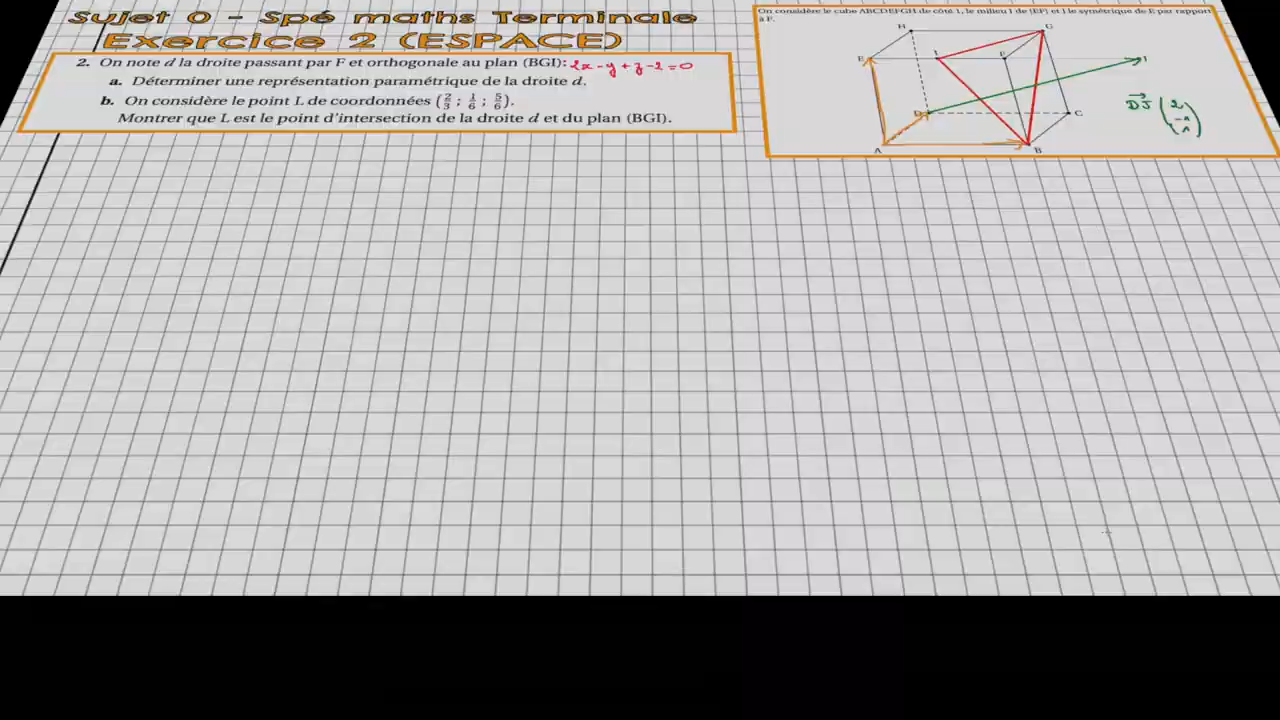 Sujet 0 - Spé maths Terminale
Exercice 2 (ESPACE)
2. On note d la droite passant par F et orthogonale au plan (BGI): 2x - y + z - 2 = 0
a. Déterminer une représentation paramétrique de la droite d.
b. On considère le point L de coordonnées (2/3 ; 1/6 ; 5/6).
Montrer que L est le point d'intersection de la droite d et du plan (BGI).
On considère le cube ABCDEFGH de côté 1, le milieu I de [EF] et J le symétrique de E par rapport
à F.
H G
E I F J
D C
A B
DJ (2 -1 1)